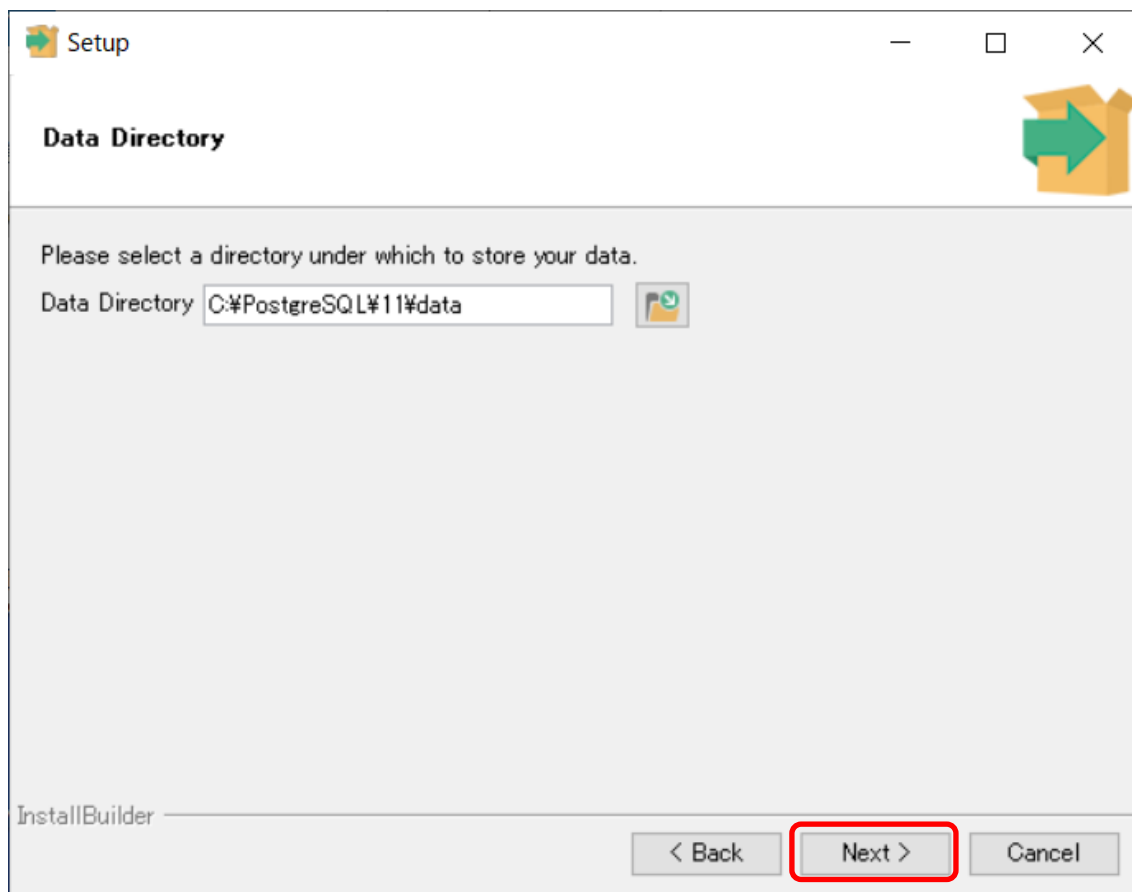 Setup
Data Directory
Please select a directory under which to store your data.
Data Directory C:¥PostgreSQL¥11¥data
InstallBuilder
< Back Next > Cancel